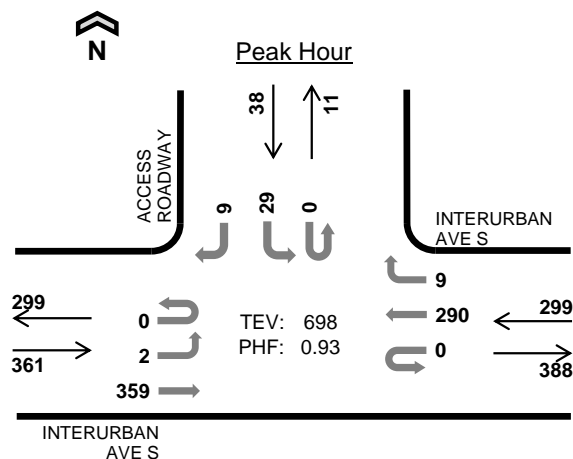 N
Peak Hour
38
11
ACCESS
ROADWAY
9
29
0
INTERURBAN
AVE S
9
299
0
TEV: 698
290
299
361
2
PHF: 0.93
0
388
359
INTERURBAN
AVE S